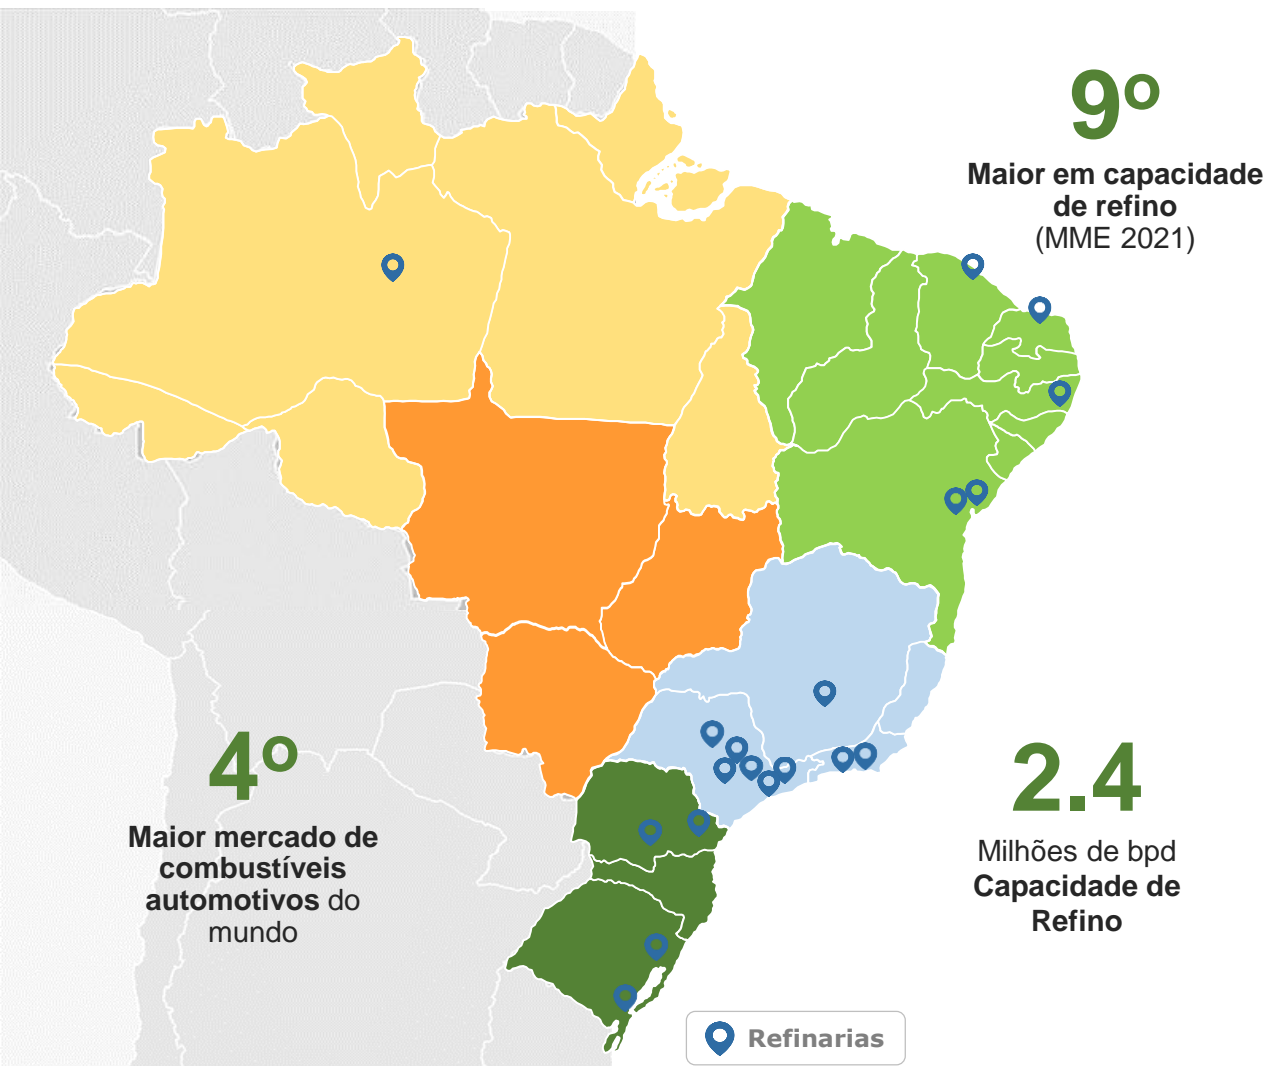 9º
Maior em capacidade
de refino
(MME 2021)
4º
Maior mercado de
combustíveis
automotivos do
mundo
2.4
Milhões de bpd
Capacidade de
Refino
Refinarias